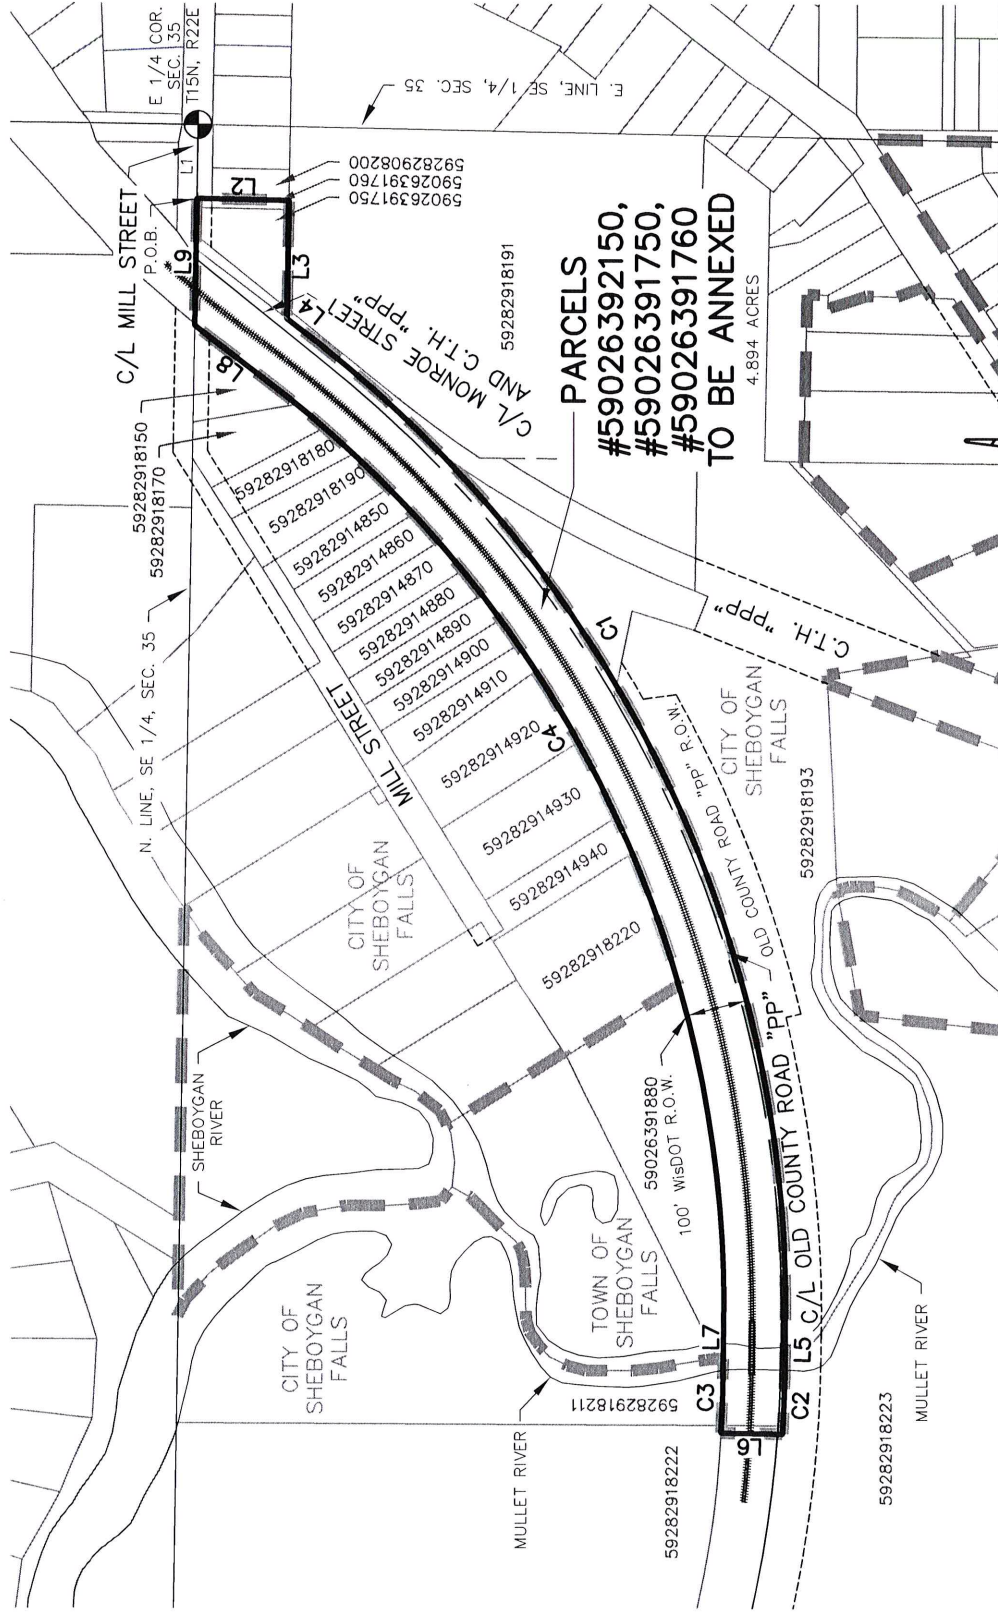 E 1/4 COR.
SEC. 35
T15N, R22E
L1
C/L MILL STREET
P.O.B.
L9
L2
E. LINE, SE 1/4, SEC. 35
59282908200
59026391760
59026391750
L3
L4
C/L MONROE STREET
AND C.T.H. "PPP"
59282918191
L8
59282918150
59282918170
N. LINE, SE 1/4, SEC. 35
59282918180
59282918190
59282914850
59282914860
59282914870
59282914880
59282914890
59282914900
59282914910
59282914920
59282914930
59282914940
59282918220
MILL STREET
PARCELS
#59026392150,
#59026391750,
#59026391760
TO BE ANNEXED
4.894 ACRES
A
C1
C4
C.T.H. "PPP"
CITY OF
SHEBOYGAN
FALLS
OLD COUNTY ROAD "PP" R.O.W.
59282918193
CITY OF
SHEBOYGAN
FALLS
SHEBOYGAN
RIVER
59026391880
100' WisDOT R.O.W.
C/L OLD COUNTY ROAD "PP"
TOWN OF
SHEBOYGAN
FALLS
CITY OF
SHEBOYGAN
FALLS
L7
L5
C3
C2
L6
MULLET RIVER
59282918211
MULLET RIVER
59282918222
59282918223